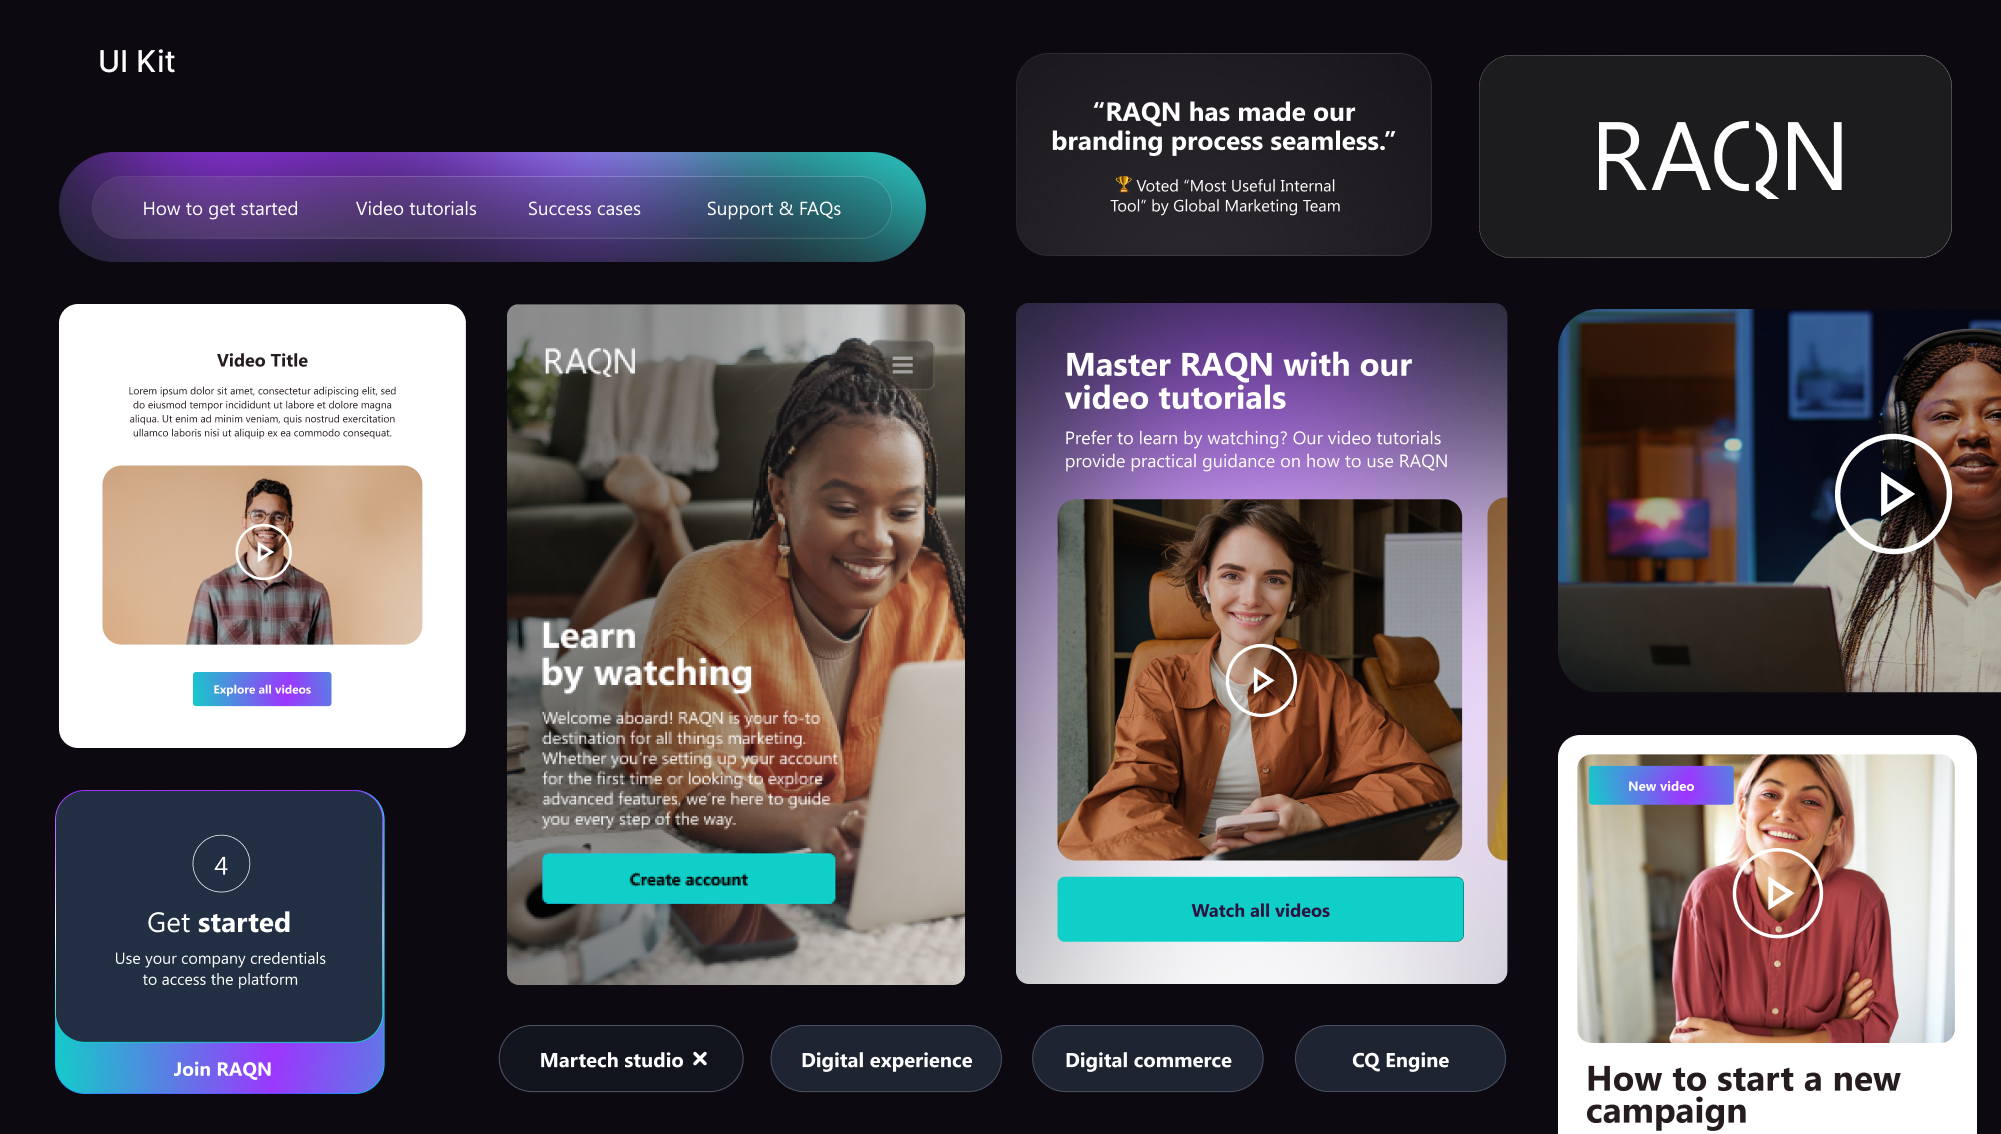 UI Kit
How to get started
Video tutorials
Success cases
Support & FAQs
“RAQN has made our
branding process seamless.”
🏆 Voted “Most Useful Internal
Tool” by Global Marketing Team
RAQN
Video Title
Lorem ipsum dolor sit amet, consectetur adipiscing elit, sed
do eiusmod tempor incididunt ut labore et dolore magna
aliqua. Ut enim ad minim veniam, quis nostrud exercitation
ullamco laboris nisi ut aliquip ex ea commodo consequat.
Explore all videos
RAQN
Learn
by watching
Welcome aboard! RAQN is your fo-to
destination for all things marketing.
Whether you’re setting up your account
for the first time or looking to explore
advanced features, we’re here to guide
you every step of the way.
Create account
Master RAQN with our
video tutorials
Prefer to learn by watching? Our video tutorials
provide practical guidance on how to use RAQN
Watch all videos
New video
How to start a new
campaign
4
Get started
Use your company credentials
to access the platform
Join RAQN
Martech studio ✕
Digital experience
Digital commerce
CQ Engine